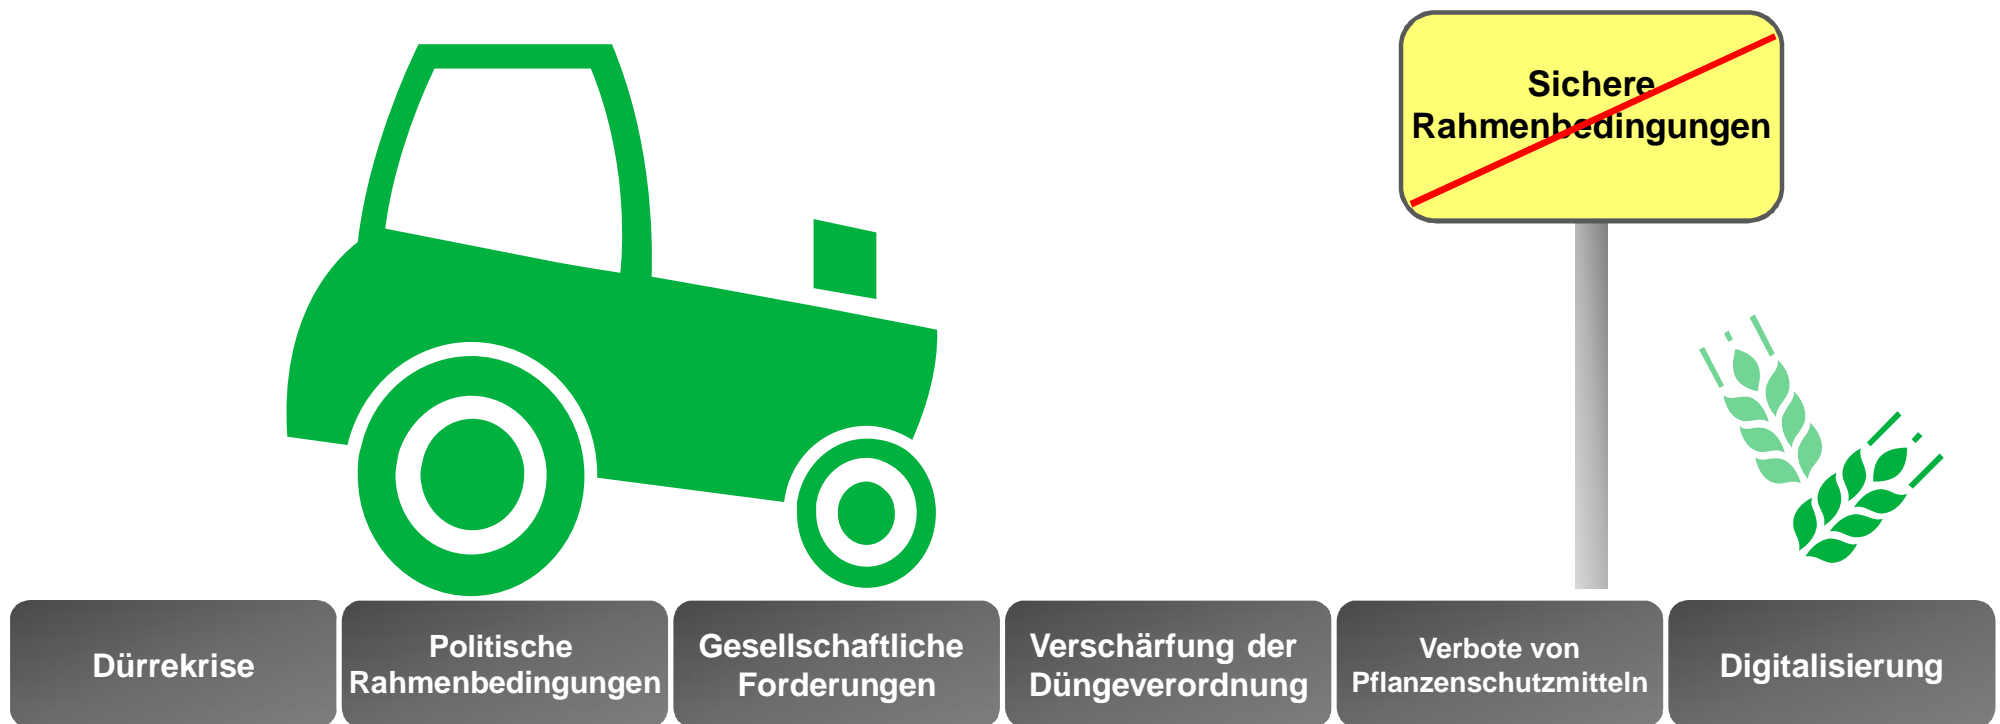 Sichere
Rahmenbedingungen
Dürrekrise
Politische
Rahmenbedingungen
Gesellschaftliche
Forderungen
Verschärfung der
Düngeverordnung
Verbote von
Pflanzenschutzmitteln
Digitalisierung